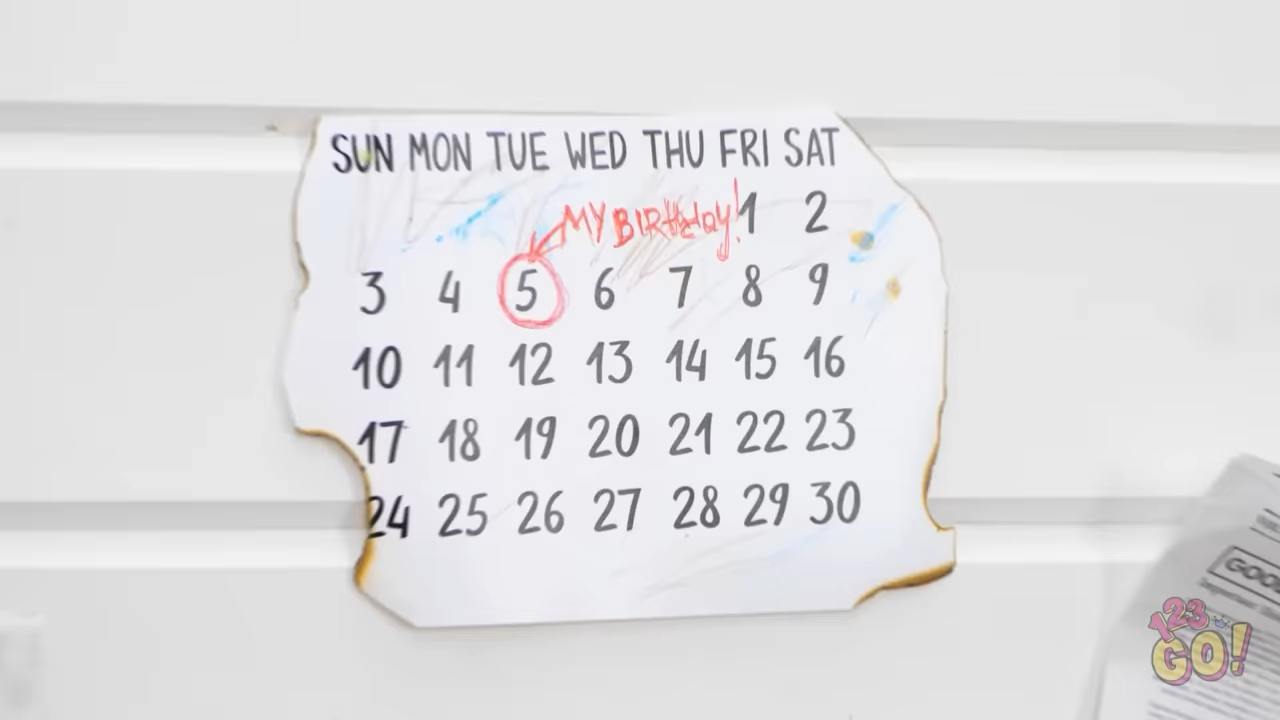 SUN MON TUE WED THU FRI SAT
MY BIRthday! 1 2
3 4 5 6 7 8 9
10 11 12 13 14 15 16
17 18 19 20 21 22 23
24 25 26 27 28 29 30
123
GO!